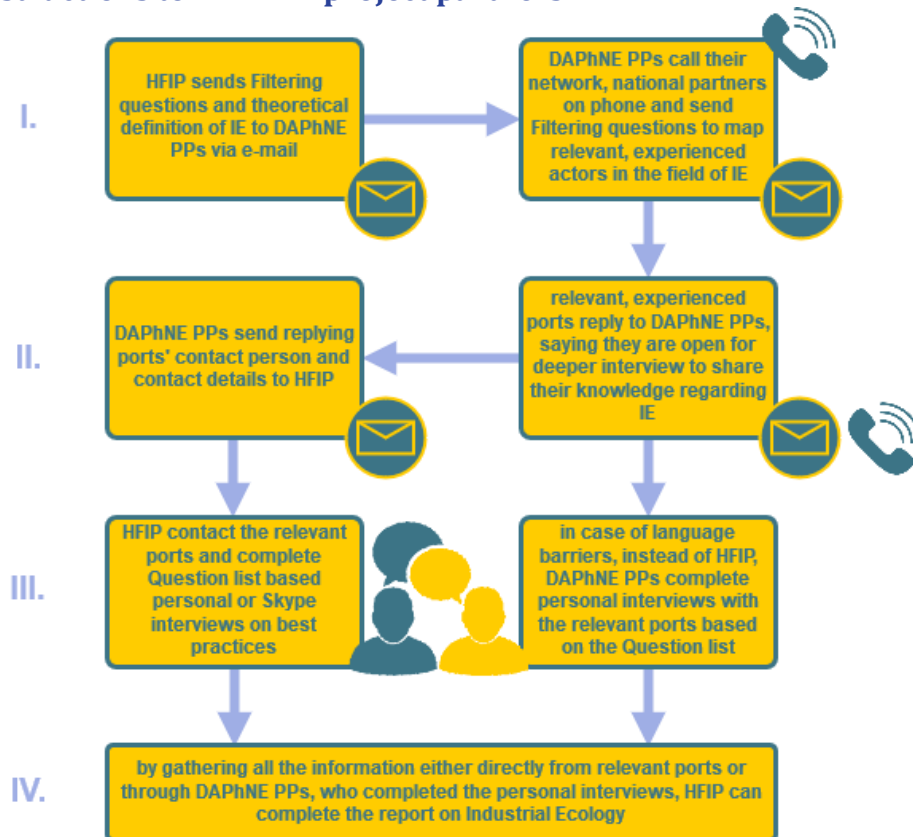 project partners
I.
HFIP sends Filtering
questions and theoretical
definition of IE to DAPhNE
PPs via e-mail
DAPhNE PPs call their
network, national partners
on phone and send
Filtering questions to map
relevant, experienced
actors in the field of IE
II.
DAPhNE PPs send replying
ports' contact person and
contact details to HFIP
relevant, experienced
ports reply to DAPhNE PPs,
saying they are open for
deeper interview to share
their knowledge regarding
IE
III.
HFIP contact the relevant
ports and complete
Question list based
personal or Skype
interviews on best
practices
in case of language
barriers, instead of HFIP,
DAPhNE PPs complete
personal interviews with
the relevant ports based
on the Question list
IV.
by gathering all the information either directly from relevant ports or
through DAPhNE PPs, who completed the personal interviews, HFIP can
complete the report on Industrial Ecology